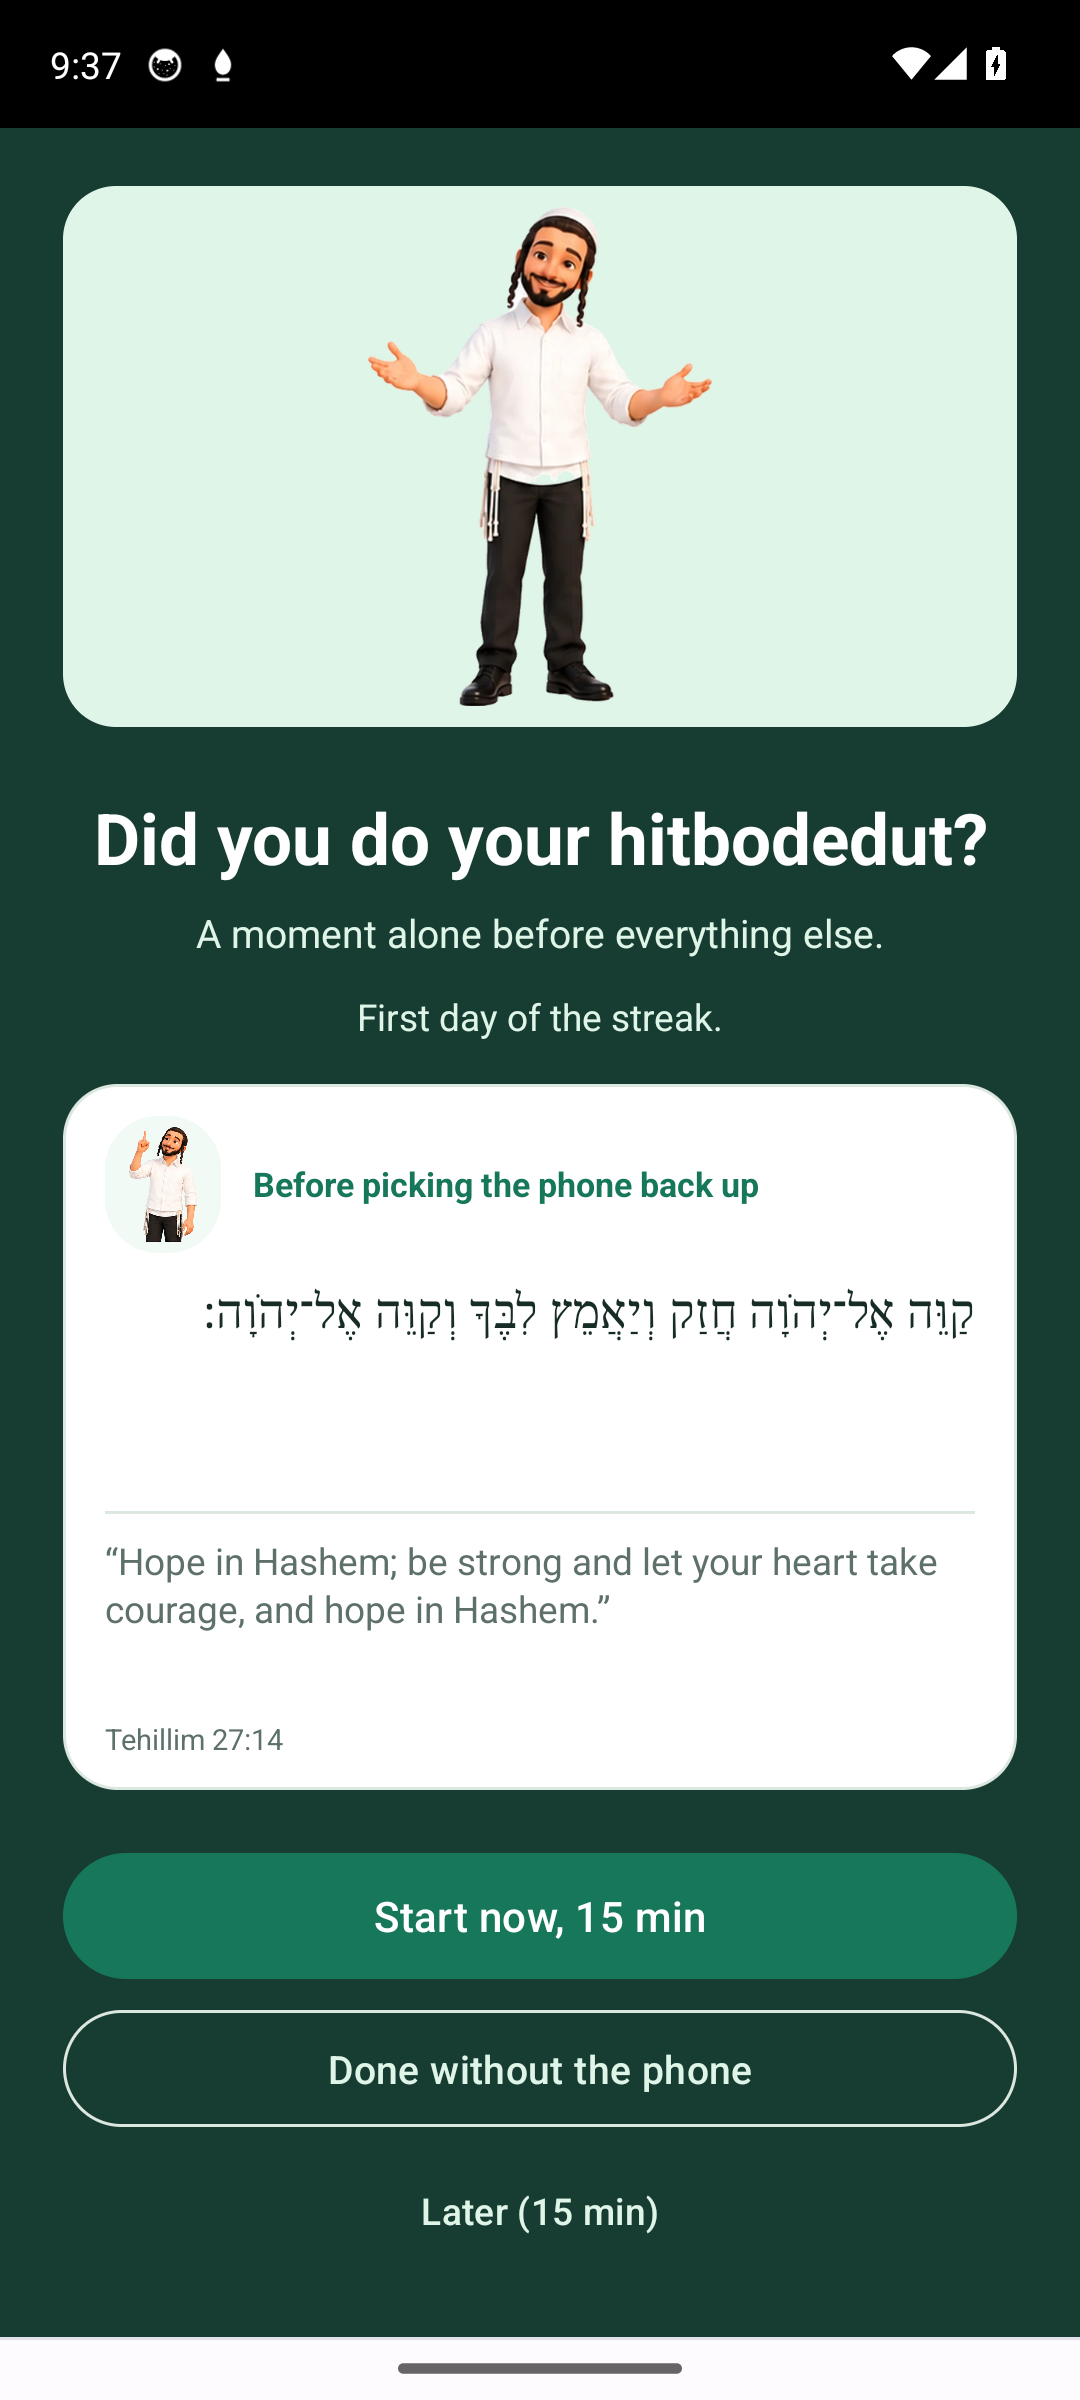 9:37
Did you do your hitbodedut?
A moment alone before everything else.
First day of the streak.
Before picking the phone back up
קַוֵּה אֶל־יְהֹוָה חֲזַק וְיַאֲמֵץ לִבֶּךָ וְקַוֵּה אֶל־יְהֹוָה:
“Hope in Hashem; be strong and let your heart take
courage, and hope in Hashem.”
Tehillim 27:14
Start now, 15 min
Done without the phone
Later (15 min)